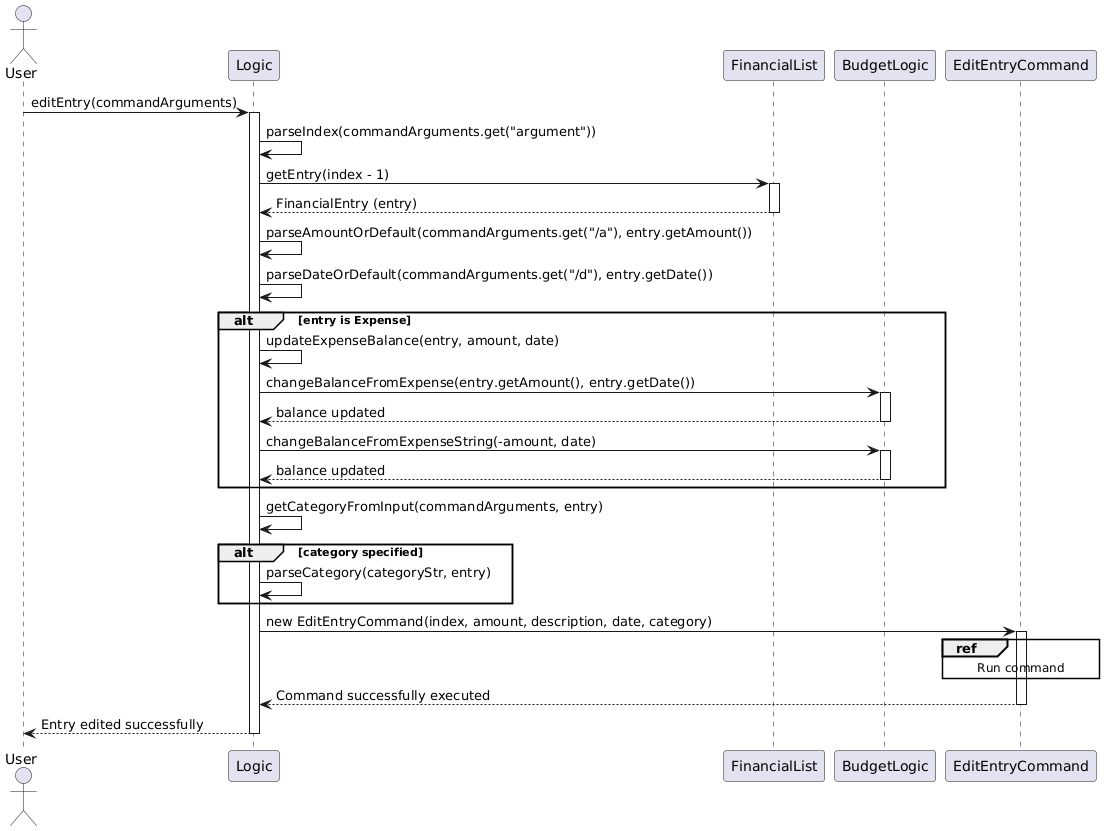 User
Logic
FinancialList
BudgetLogic
EditEntryCommand
editEntry(commandArguments)
parseIndex(commandArguments.get("argument"))
getEntry(index - 1)
FinancialEntry (entry)
parseAmountOrDefault(commandArguments.get("/a"), entry.getAmount())
parseDateOrDefault(commandArguments.get("/d"), entry.getDate())
alt [entry is Expense]
updateExpenseBalance(entry, amount, date)
changeBalanceFromExpense(entry.getAmount(), entry.getDate())
balance updated
changeBalanceFromExpenseString(-amount, date)
balance updated
getCategoryFromInput(commandArguments, entry)
alt [category specified]
parseCategory(categoryStr, entry)
new EditEntryCommand(index, amount, description, date, category)
ref
Run command
Command successfully executed
Entry edited successfully
User
Logic
FinancialList
BudgetLogic
EditEntryCommand